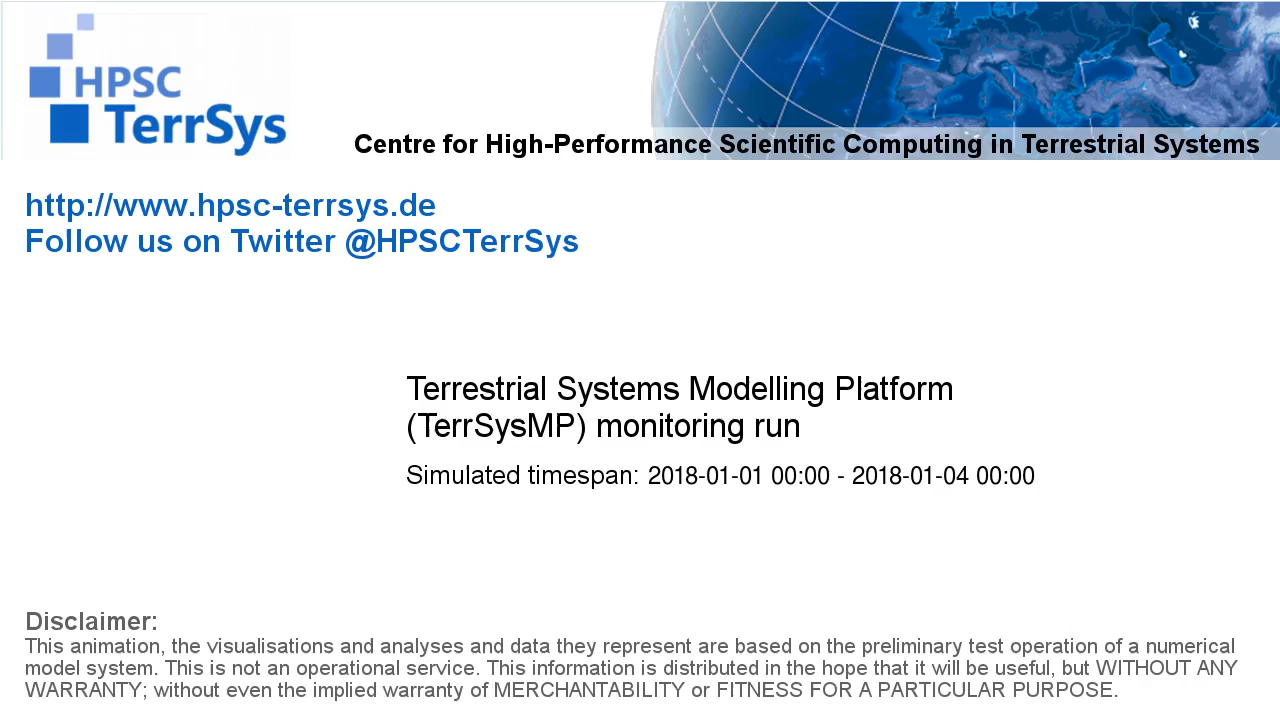 HPSC
TerrSys
Centre for High-Performance Scientific Computing in Terrestrial Systems
http://www.hpsc-terrsys.de
Follow us on Twitter @HPSCTerrSys
Terrestrial Systems Modelling Platform
(TerrSysMP) monitoring run
Simulated timespan: 2018-01-01 00:00 - 2018-01-04 00:00
Disclaimer:
This animation, the visualisations and analyses and data they represent are based on the preliminary test operation of a numerical
model system. This is not an operational service. This information is distributed in the hope that it will be useful, but WITHOUT ANY
WARRANTY; without even the implied warranty of MERCHANTABILITY or FITNESS FOR A PARTICULAR PURPOSE.